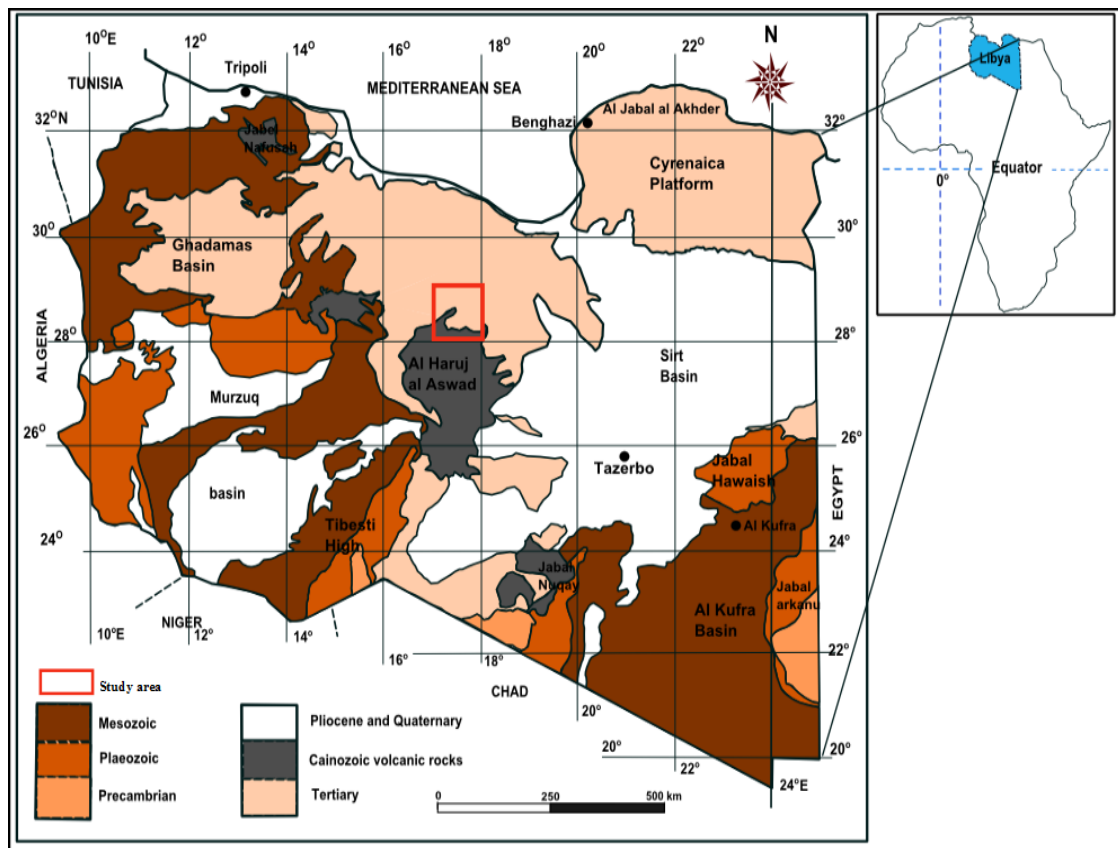 10°E
12°
14°
20°
22°
N
TUNISIA
Tripoli
MEDITERRANEAN SEA
Al Jabal al Akhder
Benghazi
32°N
32°
Jabel
Nafusah
Cyrenaica
Platform
Libya
Equator
0°
30°
30°
Ghadamas
Basin
ALGERIA
28°
28°
Al Haruj
al Aswad
Sirt
Basin
Murzuq
26°
26°
basin
Tazerbo
Jabal
Hawaish
EGYPT
Al Kufra
24°
24°
Tibesti
High
Jabal
Nuqay
Jabal
arkanu
Al Kufra
Basin
NIGER
10°E
12°
14°
16°
18°
22°
CHAD
20°
20°
20°
22°
24°E
Study area
Mesozoic
Plaeozoic
Precambrian
Pliocene and Quaternary
Cainozoic volcanic rocks
Tertiary
0
250
500 km